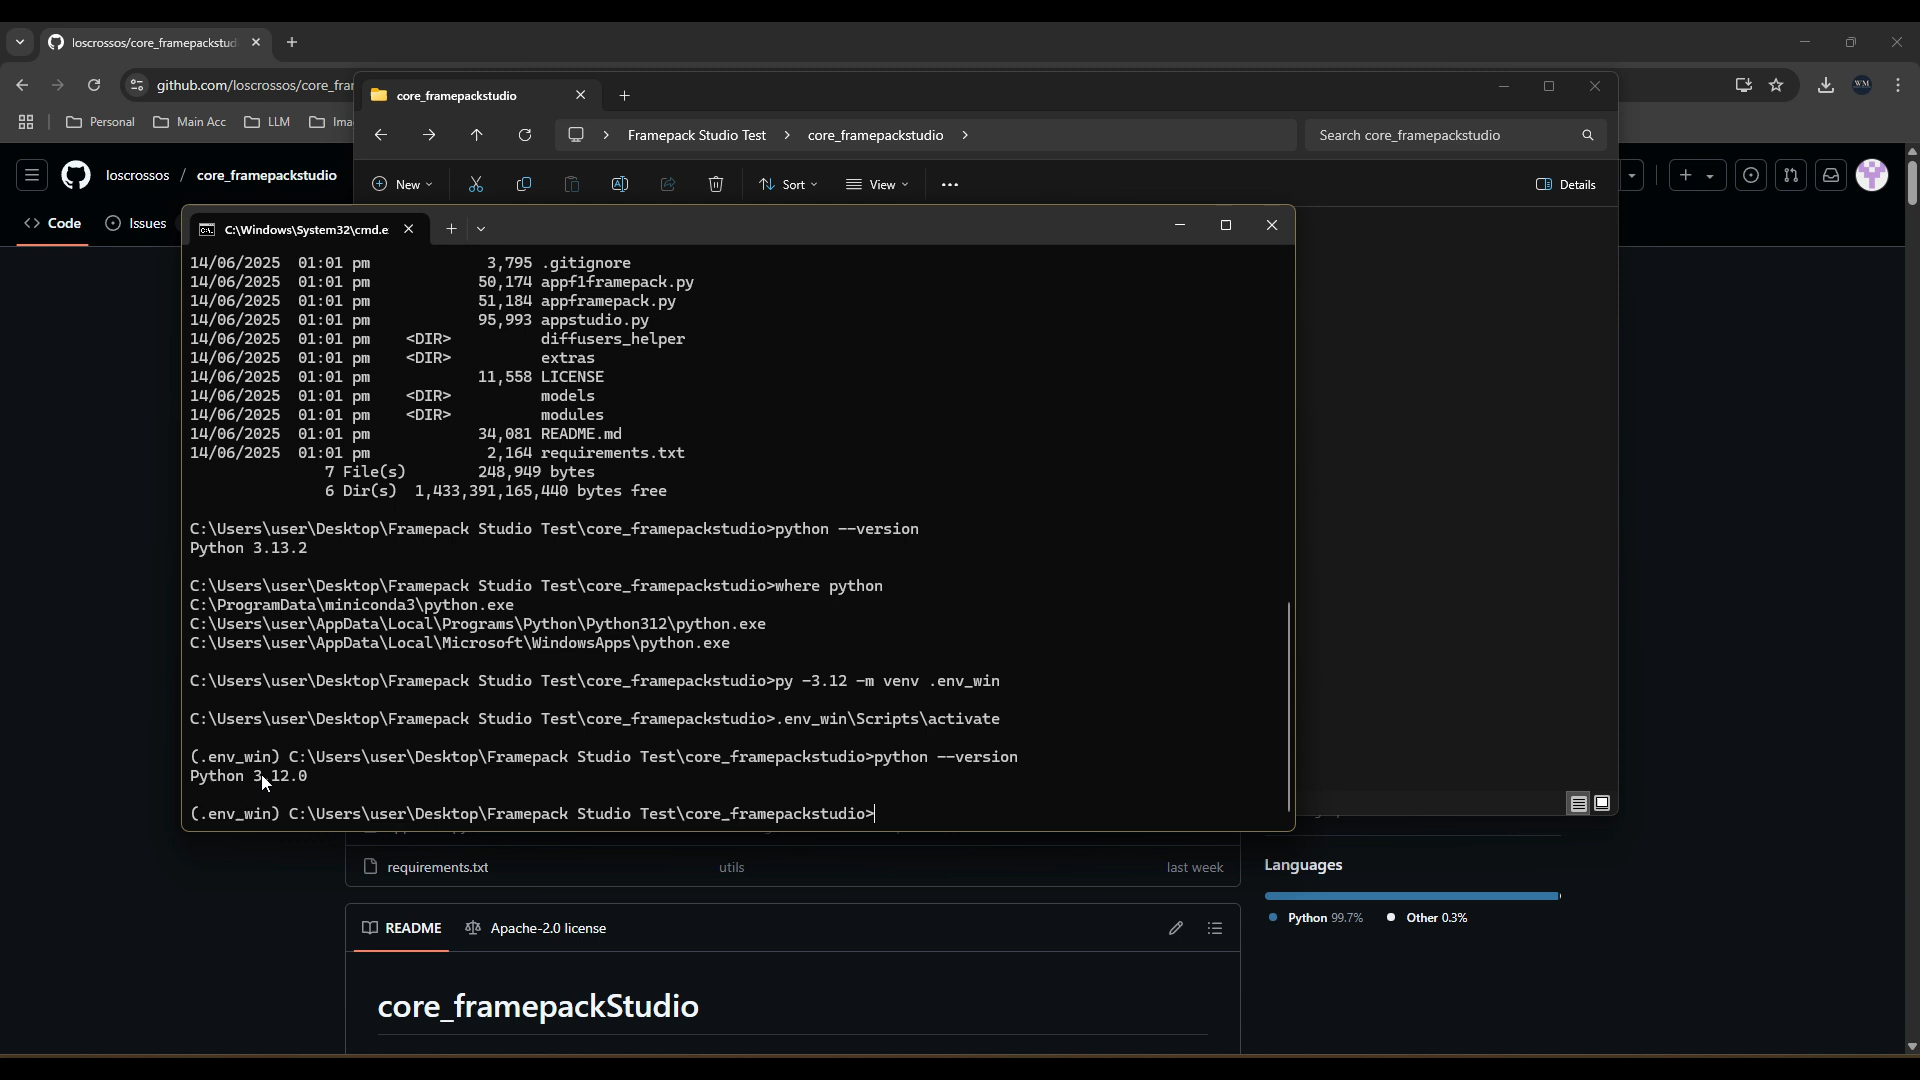 loscrossos/core_framepackstud
github.com/loscrossos/core_fra
Personal
Main Acc
LLM
Ima
WM
core_framepackstudio
Framepack Studio Test > core_framepackstudio >
Search core_framepackstudio
New
Sort
View
Details
loscrossos / core_framepackstudio
Code
Issues
C:\Windows\System32\cmd.e
14/06/2025  01:01 pm             3,795 .gitignore
14/06/2025  01:01 pm            50,174 appf1framepack.py
14/06/2025  01:01 pm            51,184 appframepack.py
14/06/2025  01:01 pm            95,993 appstudio.py
14/06/2025  01:01 pm    <DIR>          diffusers_helper
14/06/2025  01:01 pm    <DIR>          extras
14/06/2025  01:01 pm            11,558 LICENSE
14/06/2025  01:01 pm    <DIR>          models
14/06/2025  01:01 pm    <DIR>          modules
14/06/2025  01:01 pm            34,081 README.md
14/06/2025  01:01 pm             2,164 requirements.txt
7 File(s)        248,949 bytes
6 Dir(s)  1,433,391,165,440 bytes free
C:\Users\user\Desktop\Framepack Studio Test\core_framepackstudio>python --version
Python 3.13.2
C:\Users\user\Desktop\Framepack Studio Test\core_framepackstudio>where python
C:\ProgramData\miniconda3\python.exe
C:\Users\user\AppData\Local\Programs\Python\Python312\python.exe
C:\Users\user\AppData\Local\Microsoft\WindowsApps\python.exe
C:\Users\user\Desktop\Framepack Studio Test\core_framepackstudio>py -3.12 -m venv .env_win
C:\Users\user\Desktop\Framepack Studio Test\core_framepackstudio>.env_win\Scripts\activate
(.env_win) C:\Users\user\Desktop\Framepack Studio Test\core_framepackstudio>python --version
Python 3.12.0
(.env_win) C:\Users\user\Desktop\Framepack Studio Test\core_framepackstudio>
requirements.txt
utils
last week
Languages
Python 99.7%
Other 0.3%
README
Apache-2.0 license
core_framepackStudio